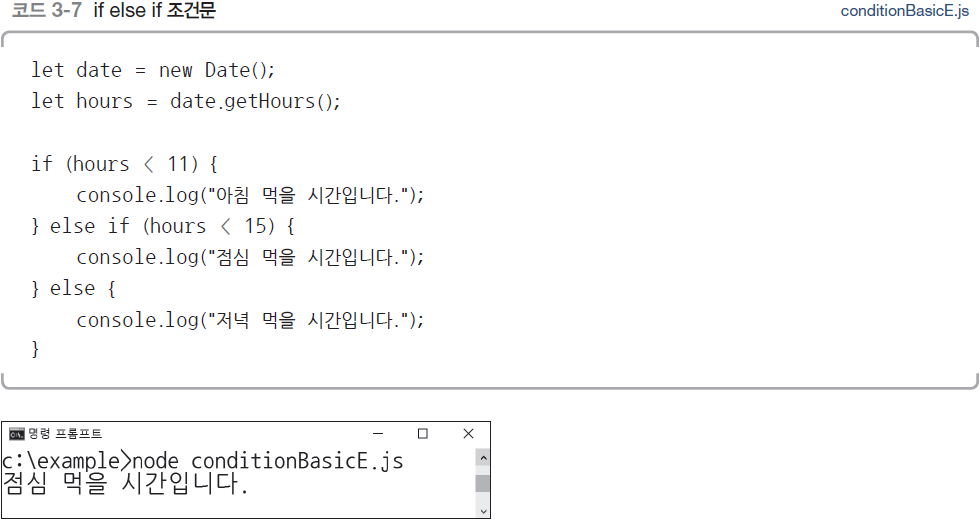 코드 3-7 if else if 조건문
conditionBasicE.js
let date = new Date();
let hours = date.getHours();
if (hours < 11) {
console.log("아침 먹을 시간입니다.");
} else if (hours < 15) {
console.log("점심 먹을 시간입니다.");
} else {
console.log("저녁 먹을 시간입니다.");
}
명령 프롬프트
c:\example>node conditionBasicE.js
점심 먹을 시간입니다.